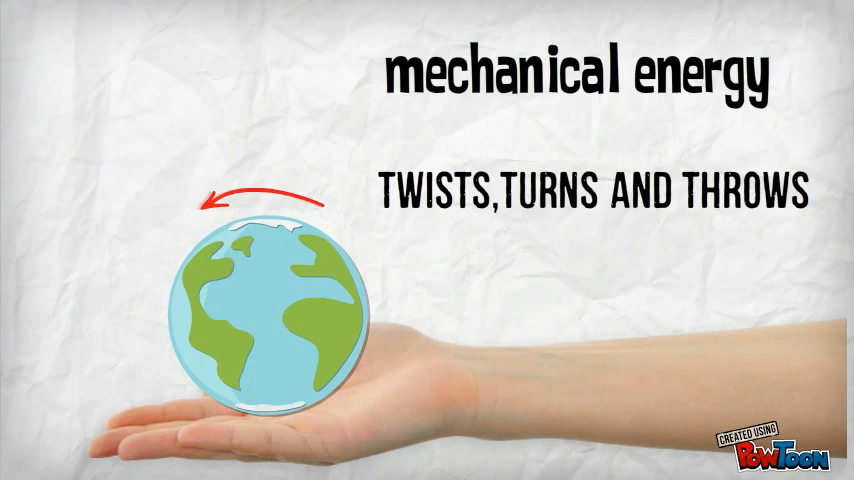 mechanical energy
TWISTS,TURNS AND THROWS
CREATED USING
POWTOON